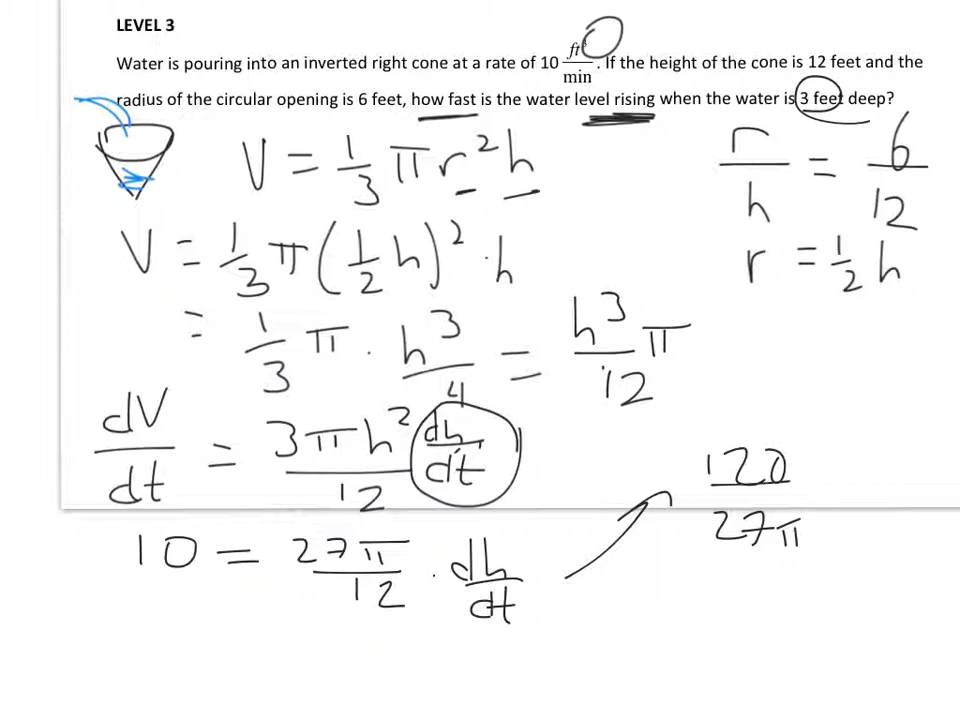 LEVEL 3
Water is pouring into an inverted right cone at a rate of 10 ft/min. If the height of the cone is 12 feet and the
radius of the circular opening is 6 feet, how fast is the water level rising when the water is 3 feet deep?
V = 1/3 π r² h
r/h = 6/12
V = 1/3 π (1/2 h)² · h
r = 1/2 h
= 1/3 π · h³/4 = h³/12 π
dV/dt = 3πh²/12 dh/dt
120/27π
10 = 27π/12 · dh/dt